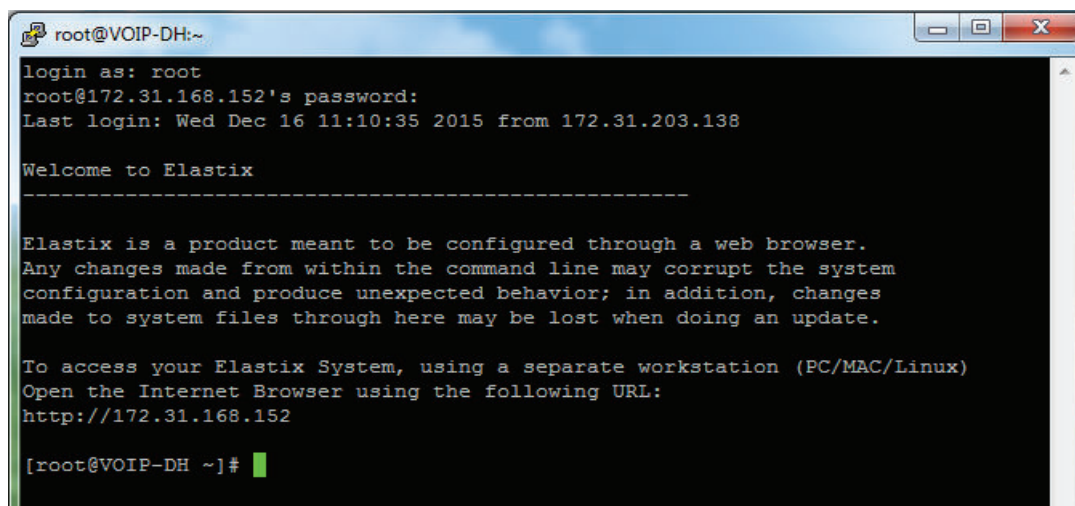 root@VOIP-DH:~
login as: root
root@172.31.168.152's password:
Last login: Wed Dec 16 11:10:35 2015 from 172.31.203.138
Welcome to Elastix
----------------------------------------------------
Elastix is a product meant to be configured through a web browser.
Any changes made from within the command line may corrupt the system
configuration and produce unexpected behavior; in addition, changes
made to system files through here may be lost when doing an update.
To access your Elastix System, using a separate workstation (PC/MAC/Linux)
Open the Internet Browser using the following URL:
http://172.31.168.152
[root@VOIP-DH ~]#